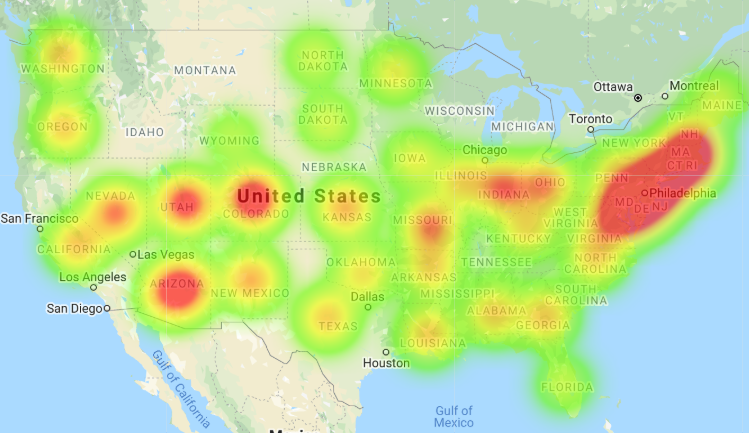 Ottawa
Montreal
MAINE
WASHINGTON
MONTANA
NORTH
DAKOTA
MINNESOTA
VT
NH
Toronto
OREGON
IDAHO
SOUTH
DAKOTA
WISCONSIN
MICHIGAN
NEW YORK
MA
CT RI
WYOMING
IOWA
Chicago
NEBRASKA
ILLINOIS
INDIANA
OHIO
PENN
Philadelphia
NEVADA
UTAH
United States
COLORADO
KANSAS
MISSOURI
WEST
VIRGINIA
MD
DE
NJ
San Francisco
CALIFORNIA
Las Vegas
KENTUCKY
VIRGINIA
OKLAHOMA
TENNESSEE
NORTH
CAROLINA
Los Angeles
ARIZONA
NEW MEXICO
ARKANSAS
MISSISSIPPI
SOUTH
CAROLINA
San Diego
Dallas
TEXAS
ALABAMA
GEORGIA
LOUISIANA
Houston
Gulf of California
FLORIDA
Gulf of
Mexico